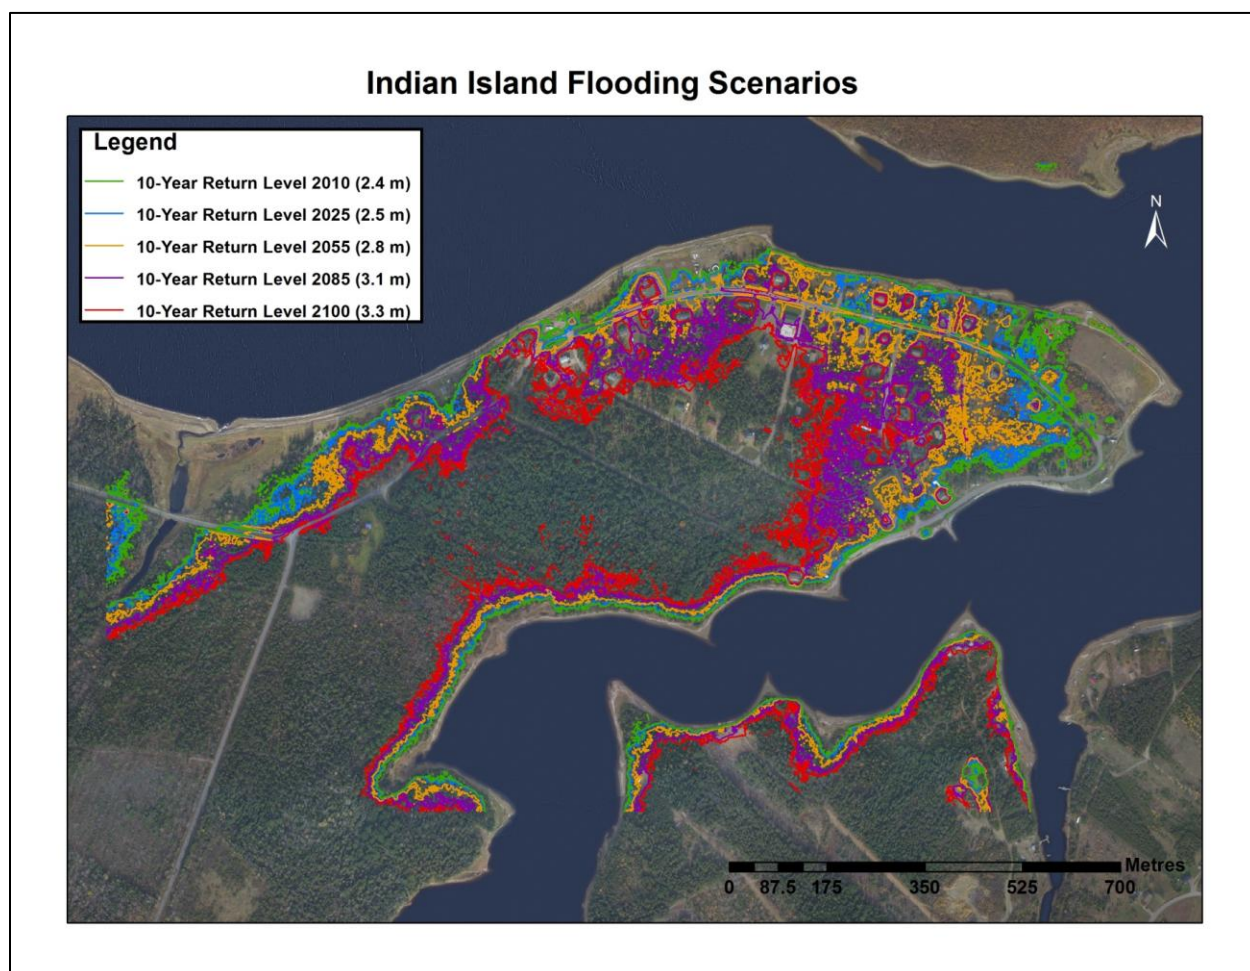 Indian Island Flooding Scenarios
Legend
10-Year Return Level 2010 (2.4 m)
10-Year Return Level 2025 (2.5 m)
10-Year Return Level 2055 (2.8 m)
10-Year Return Level 2085 (3.1 m)
10-Year Return Level 2100 (3.3 m)
N
Metres
0 87.5 175 350 525 700